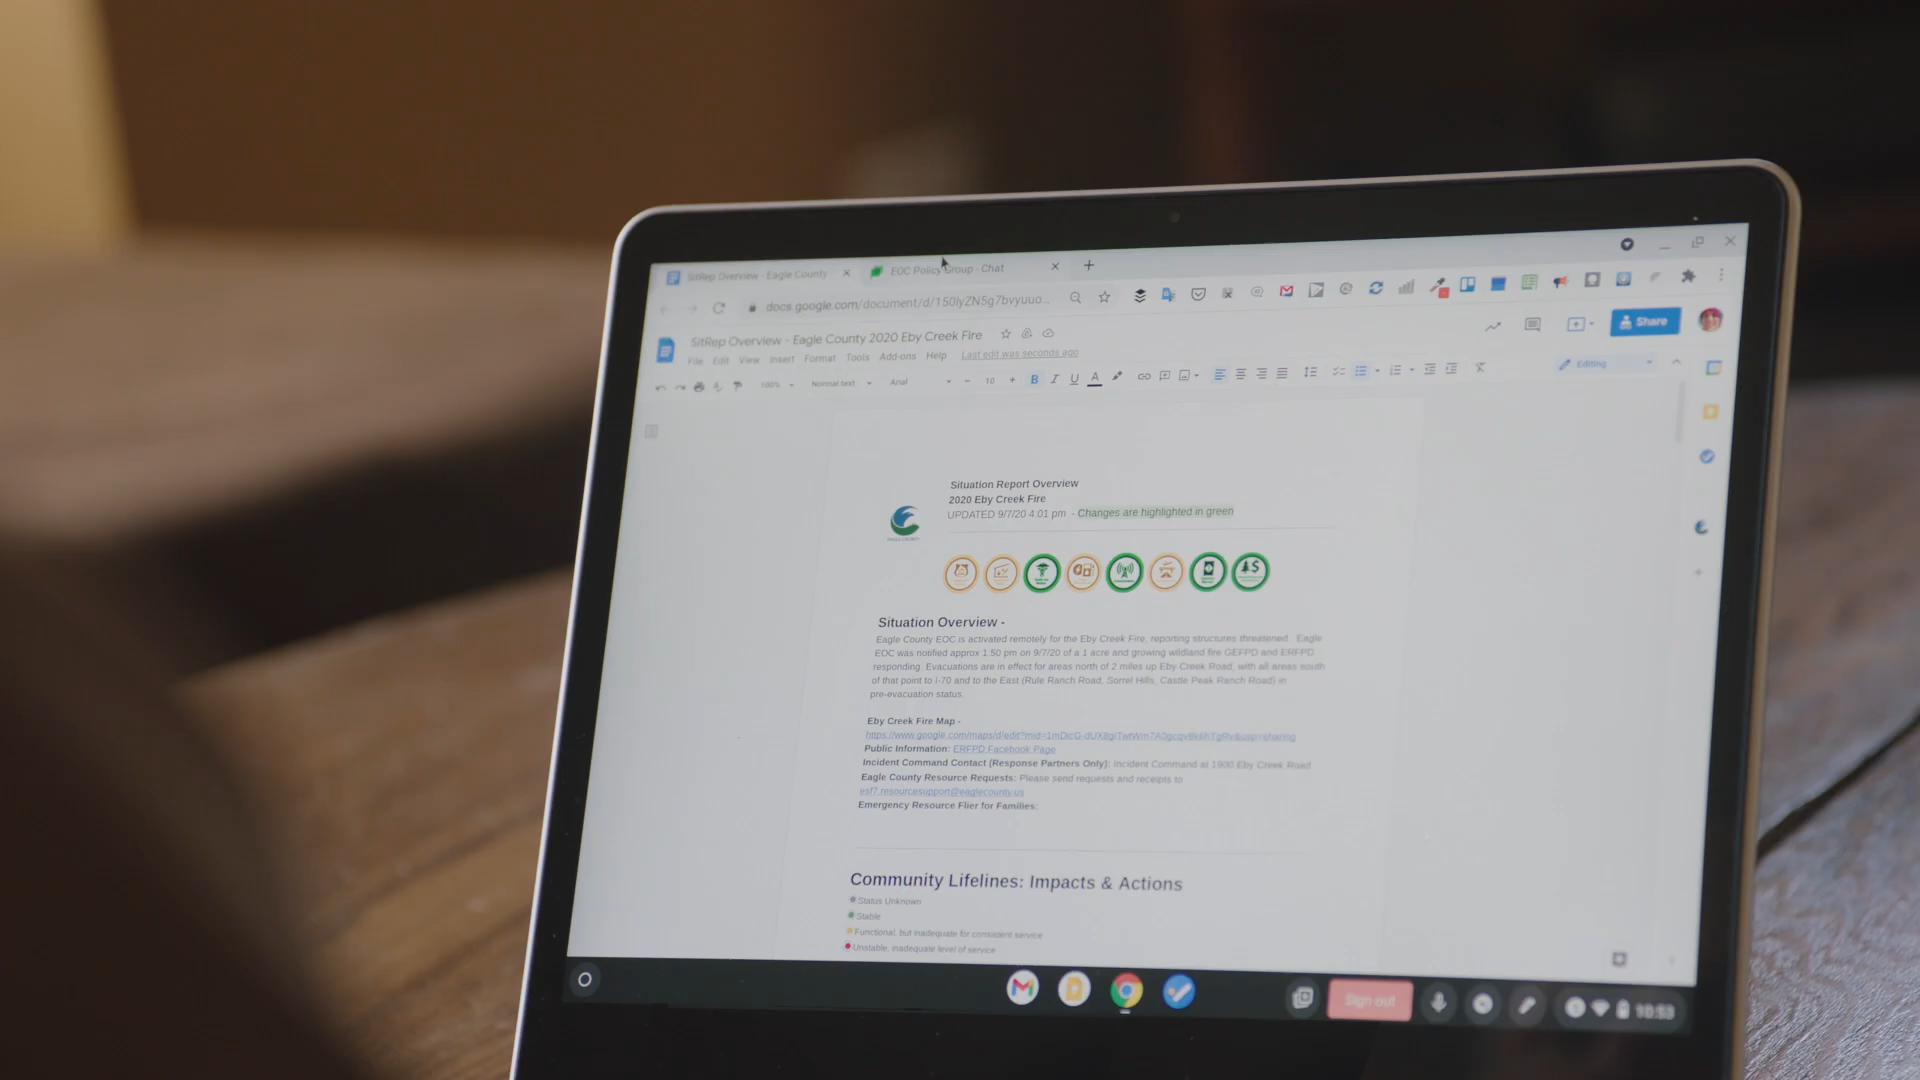 SitRep Overview - Eagle County
EOC Policy Group - Chat
docs.google.com/document/d/150lyZN5g7bvyuuo...
SitRep Overview - Eagle County 2020 Eby Creek Fire
File Edit View Insert Format Tools Add-ons Help Last edit was seconds ago
Share
100% Normal text Arial 10 Editing
Situation Report Overview
2020 Eby Creek Fire
UPDATED 9/7/20 4:01 pm - Changes are highlighted in green
EAGLE COUNTY
Situation Overview -
Eagle County EOC is activated remotely for the Eby Creek Fire, reporting structures threatened. Eagle
EOC was notified approx 1:50 pm on 9/7/20 of a 1 acre and growing wildland fire GEFPD and ERFPD
responding. Evacuations are in effect for areas north of 2 miles up Eby Creek Road, with all areas south
of that point to I-70 and to the East (Rule Ranch Road, Sorrel Hills, Castle Peak Ranch Road) in
pre-evacuation status.
Eby Creek Fire Map -
Public Information: ERFPD Facebook Page
Incident Command Contact (Response Partners Only): Incident Command at 1900 Eby Creek Road
Eagle County Resource Requests: Please send requests and receipts to
esf7.resourcesupport@eaglecounty.us
Emergency Resource Flier for Families:
Community Lifelines: Impacts & Actions
Status Unknown
Stable
Functional, but inadequate for consistent service
Unstable, inadequate level of service
Sign out
10:53